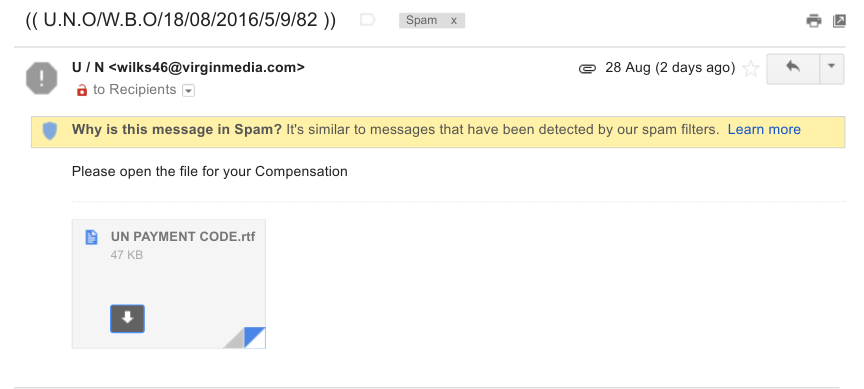 (( U.N.O/W.B.O/18/08/2016/5/9/82 )) Spam x
U / N <wilks46@virginmedia.com> 28 Aug (2 days ago)
to Recipients
Why is this message in Spam? It's similar to messages that have been detected by our spam filters. Learn more
Please open the file for your Compensation
UN PAYMENT CODE.rtf
47 KB